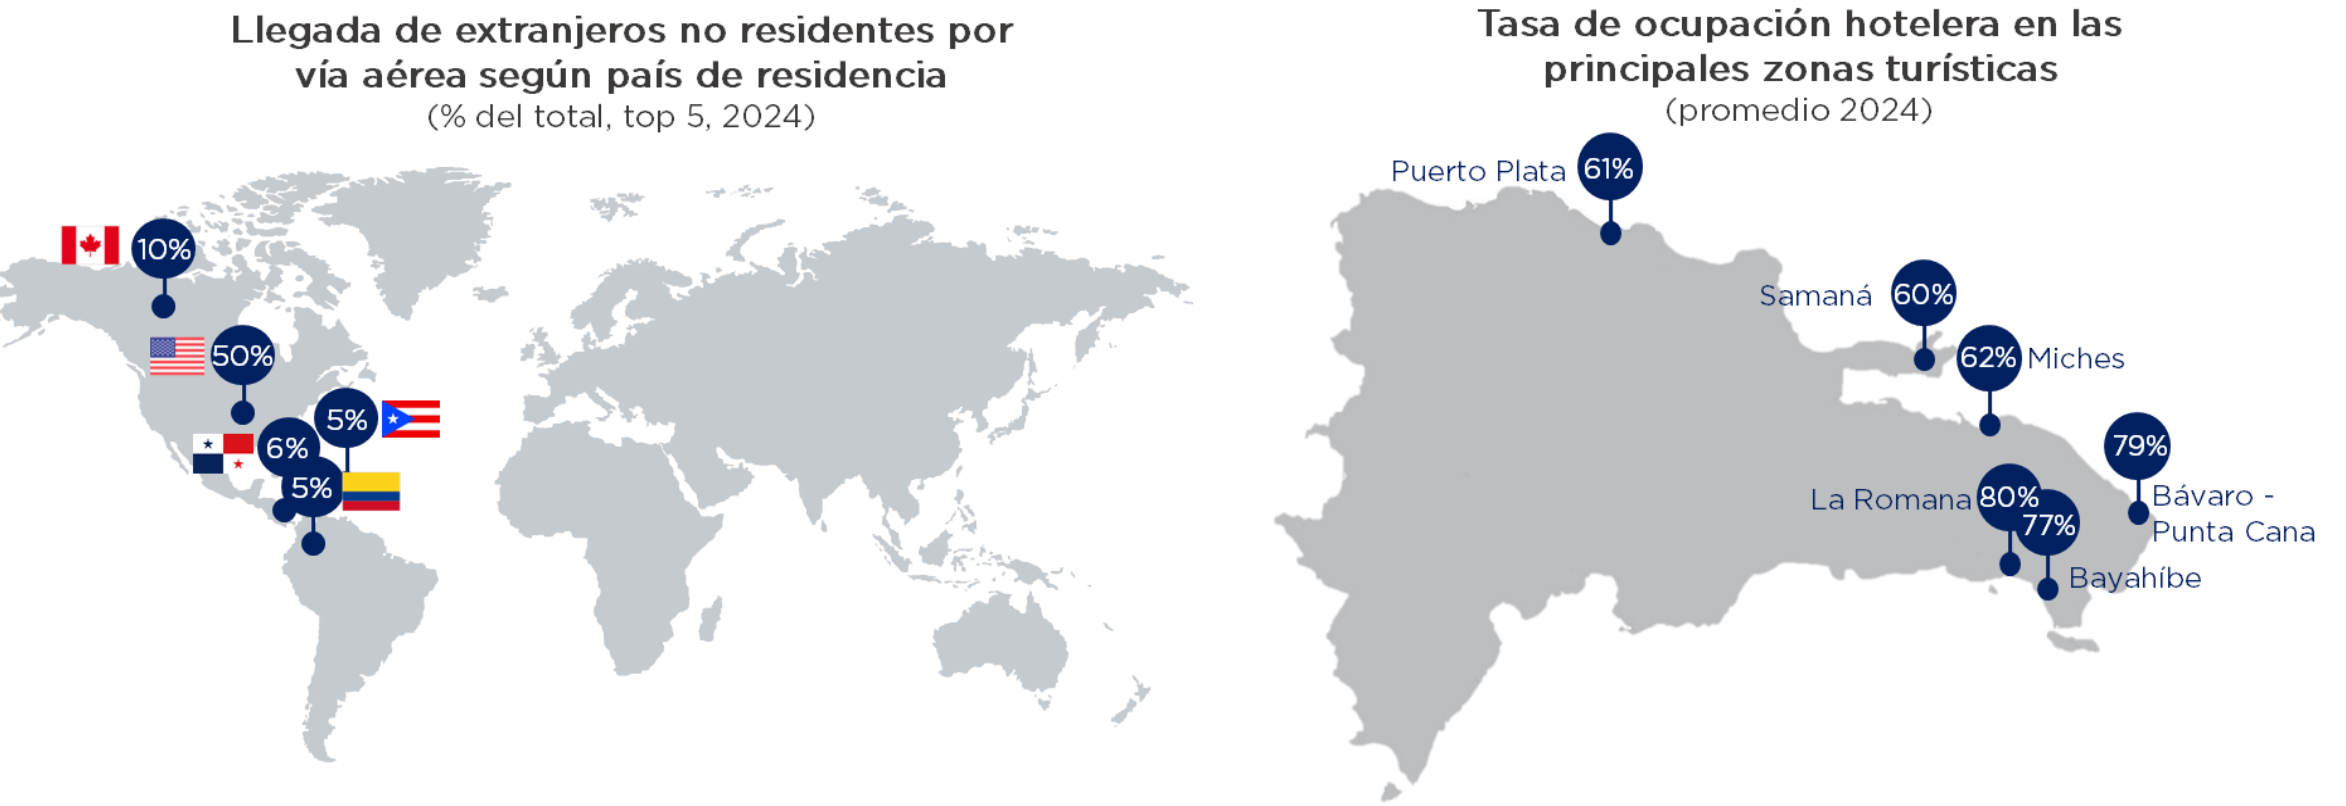 Llegada de extranjeros no residentes por
vía aérea según país de residencia
(% del total, top 5, 2024)
10%
50%
5%
6%
5%
Tasa de ocupación hotelera en las
principales zonas turísticas
(promedio 2024)
Puerto Plata 61%
Samaná 60%
62% Miches
79%
Bávaro -
Punta Cana
La Romana 80%
77%
Bayahíbe